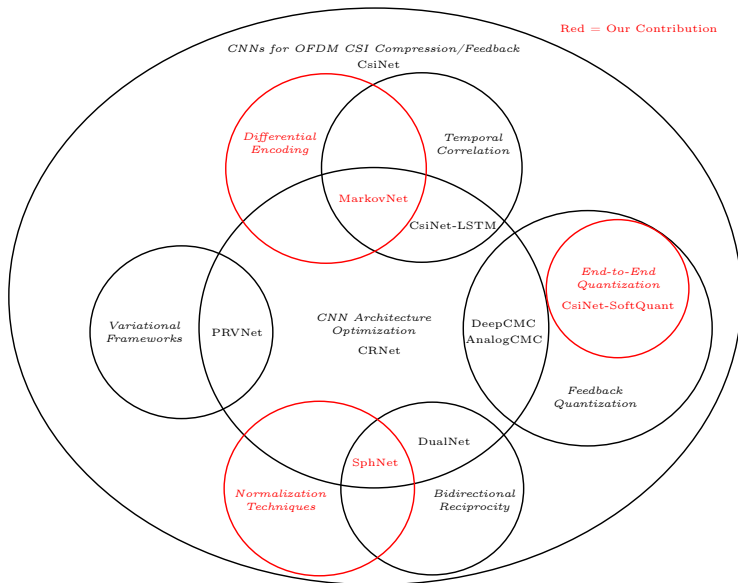 Red = Our Contribution
CNNs for OFDM CSI Compression/Feedback
CsiNet
Differential
Encoding
Temporal
Correlation
MarkovNet
CsiNet-LSTM
End-to-End
Quantization
CsiNet-SoftQuant
Variational
Frameworks
PRVNet
CNN Architecture
Optimization
CRNet
DeepCMC
AnalogCMC
Feedback
Quantization
DualNet
SphNet
Normalization
Techniques
Bidirectional
Reciprocity